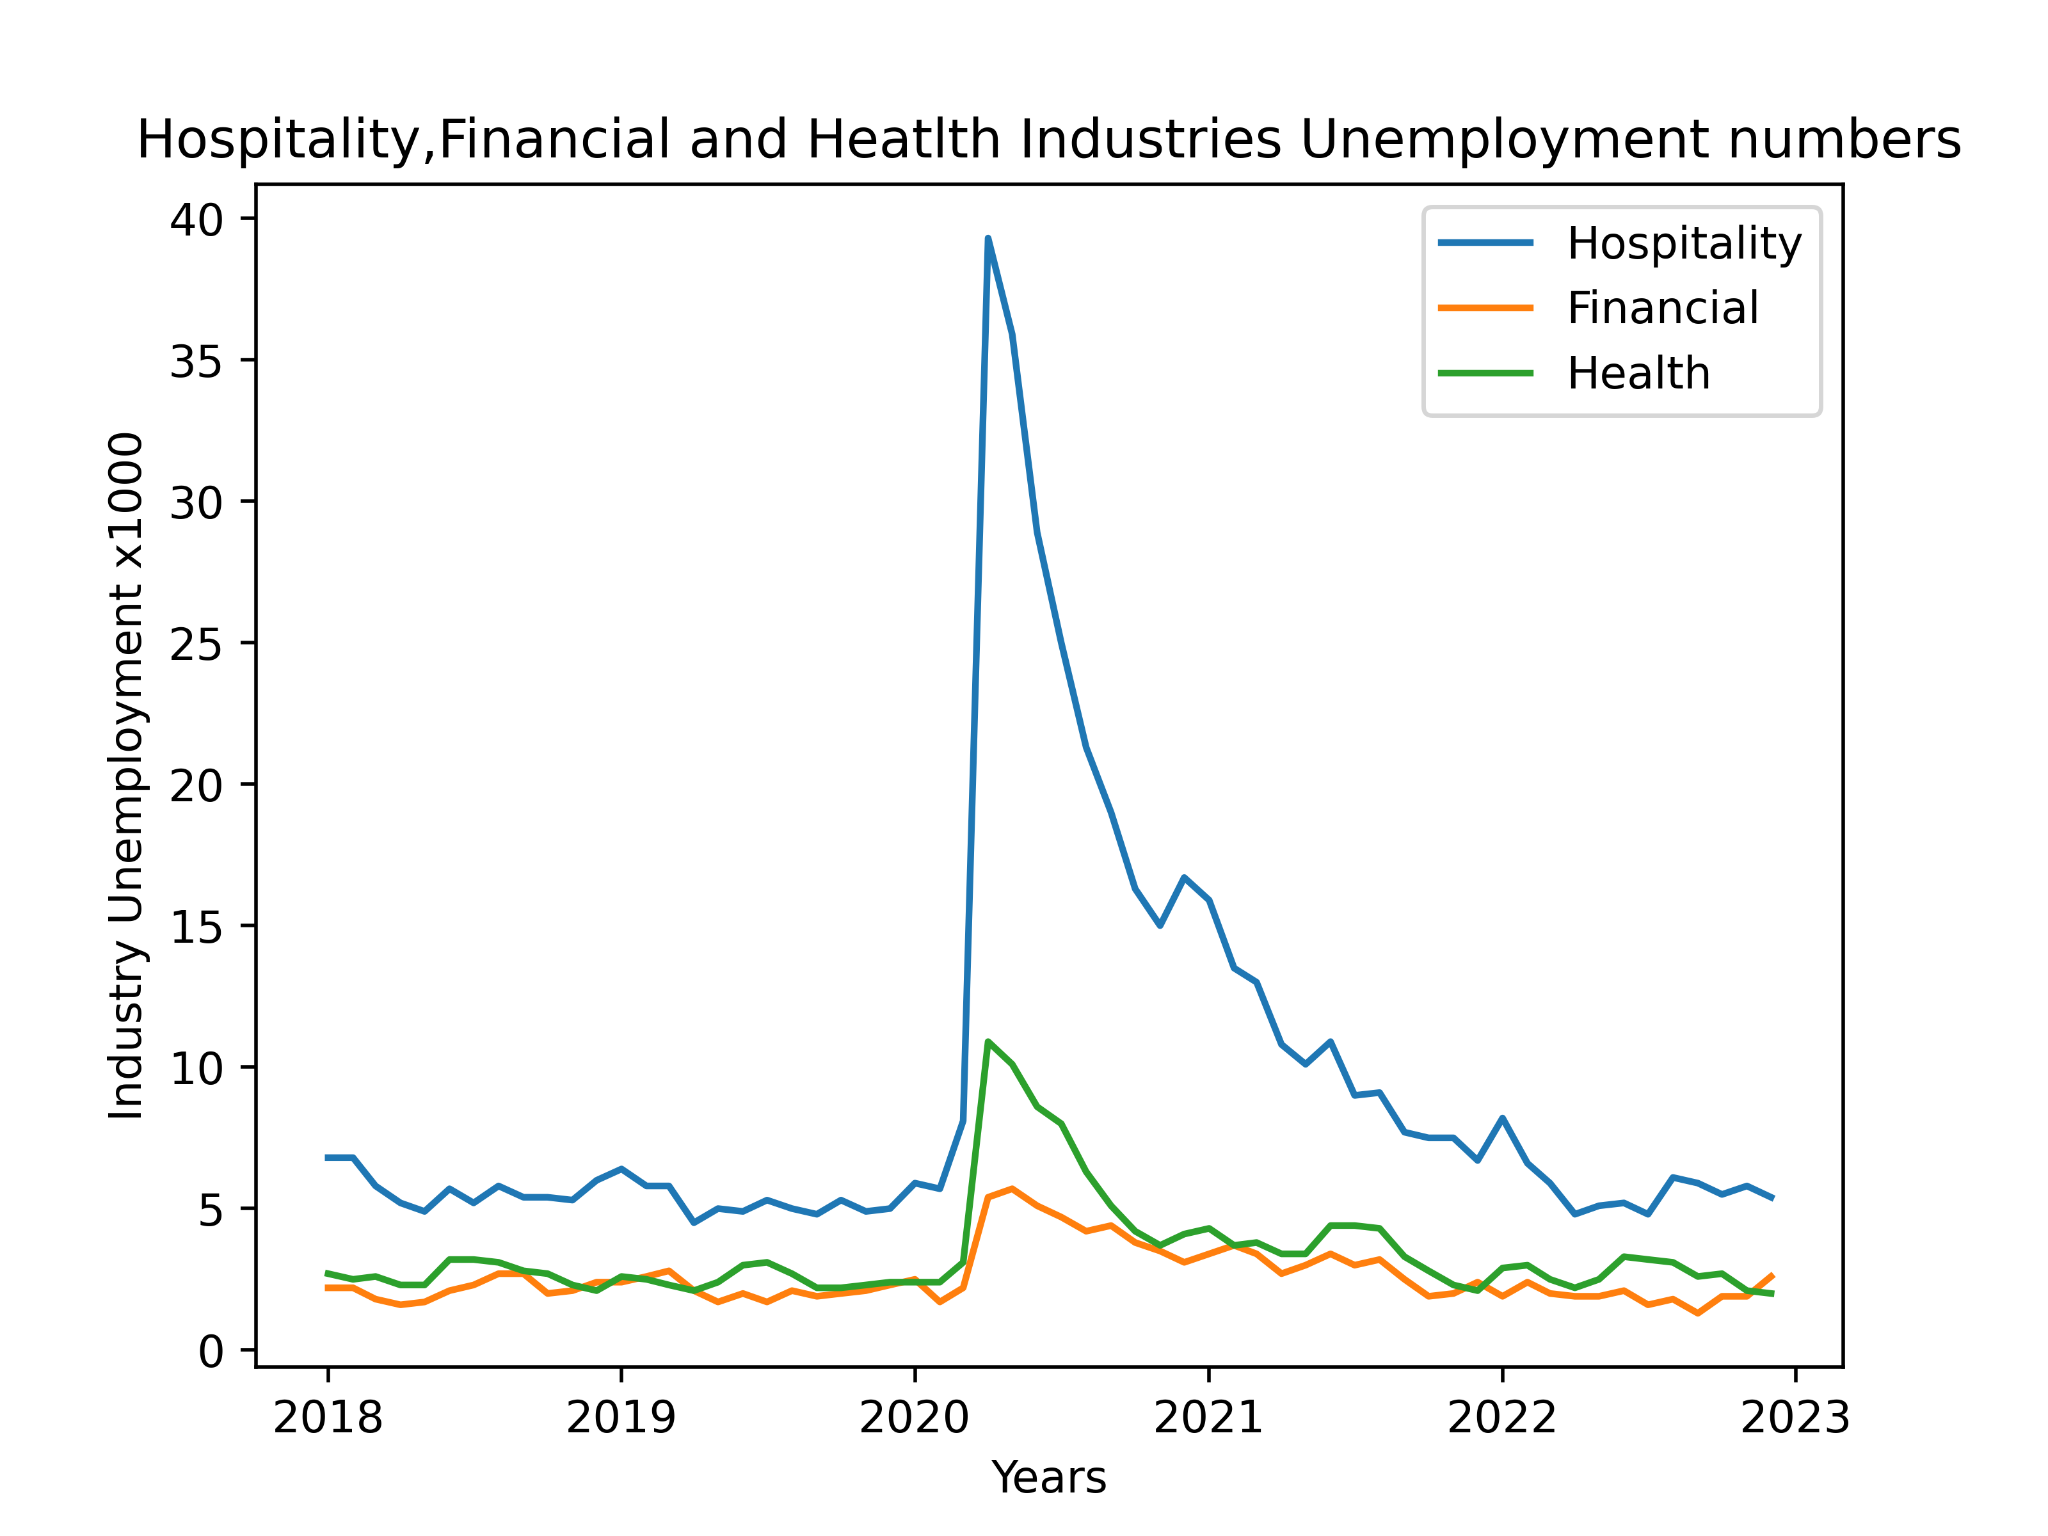 Hospitality,Financial and Heatlth Industries Unemployment numbers
40
35
30
25
20
15
10
5
0
Industry Unemployment x1000
Hospitality
Financial
Health
2018 2019 2020 2021 2022 2023
Years